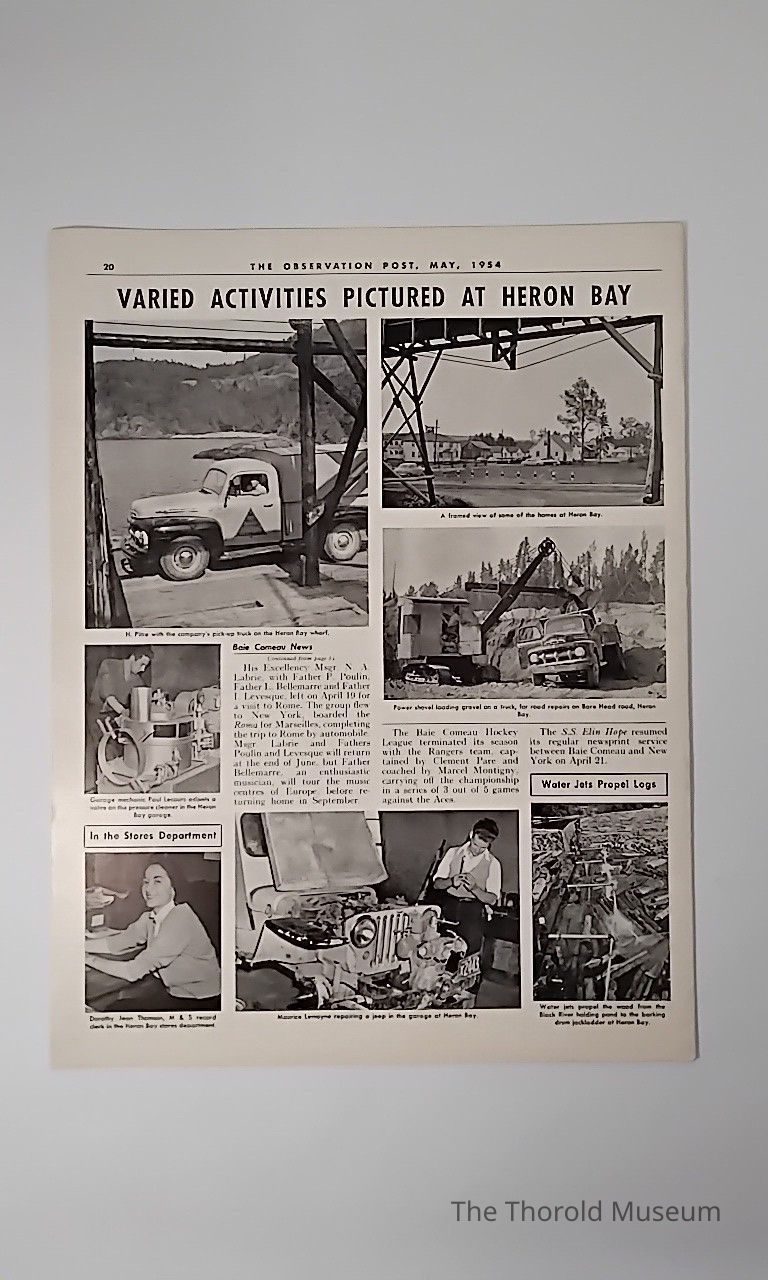 20
THE OBSERVATION POST, MAY, 1954
VARIED ACTIVITIES PICTURED AT HERON BAY
H. Pitre with the company's pick-up truck on the Heron Bay wharf.
A framed view of some of the homes at Heron Bay.
Power shovel loading gravel on a truck, for road repairs on Bare Head road, Heron
Bay.
Garage mechanic Paul Lecours adjusts a
valve on the pressure cleaner in the Heron
Bay garage.
In the Stores Department
Dorothy Jean Thomson, M & S record
clerk in the Heron Bay stores department.
Baie Comeau News
Continued from page
His Excellency Msgr. N. A.
Labrie, with Father P. Poulin,
Father L. Bellemarre and Father
I. Levesque, left on April 19 for
a visit to Rome. The group flew
to New York, boarded the
Roma for Marseilles, completing
the trip to Rome by automobile.
Msgr. Labrie and Fathers
Poulin and Levesque will return
at the end of June, but Father
Bellemarre, an enthusiastic
musician, will tour the music
centres of Europe before re-
turning home in September.
The Baie Comeau Hockey
League terminated its season
with the Rangers team, cap-
tained by Clement Pare and
coached by Marcel Montigny,
carrying off the championship
in a series of 3 out of 5 games
against the Aces.
The S.S. Elin Hope resumed
its regular newsprint service
between Baie Comeau and New
York on April 21.
Water Jets Propel Logs
Maurice Lemoyne repairing a jeep in the garage at Heron Bay.
Water jets propel the wood from the
Black River holding pond to the barking
drum jackladder at Heron Bay.
The Thorold Museum